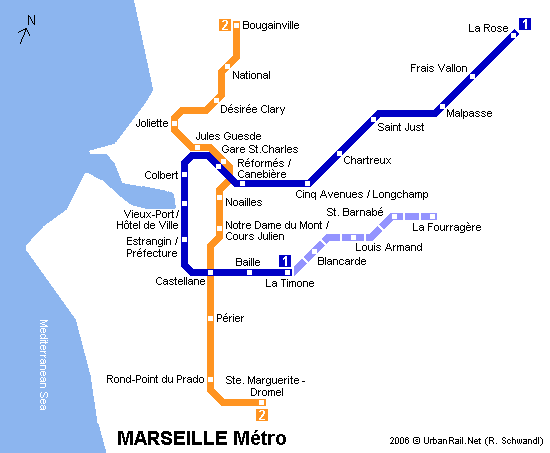 N
2
Bougainville
La Rose
1
Frais Vallon
National
Désirée Clary
Malpasse
Joliette
Saint Just
Jules Guesde
Gare St.Charles
Chartreux
Réformés /
Canebière
Colbert
Cinq Avenues / Longchamp
Noailles
Vieux-Port /
Hôtel de Ville
St. Barnabé
Notre Dame du Mont /
Cours Julien
La Fourragère
Estrangin /
Préfecture
Louis Armand
Baille
1
Blancarde
Castellane
La Timone
Périer
Mediterranean Sea
Rond-Point du Prado
Ste. Marguerite -
Dromel
2
MARSEILLE Métro
2006 © UrbanRail.Net (R. Schwandl)